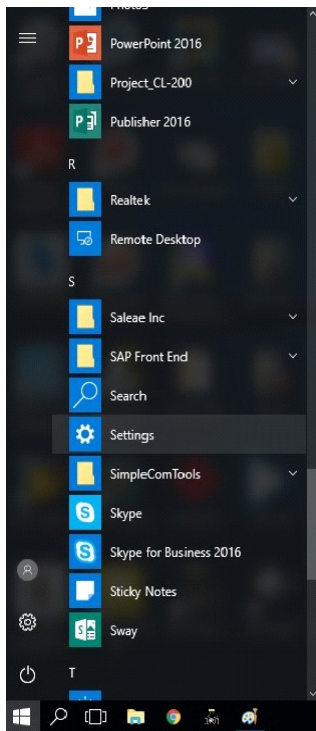 Photos
PowerPoint 2016
Project_CL-200
Publisher 2016
R
Realtek
Remote Desktop
S
Saleae Inc
SAP Front End
Search
Settings
SimpleComTools
Skype
Skype for Business 2016
Sticky Notes
Sway
T